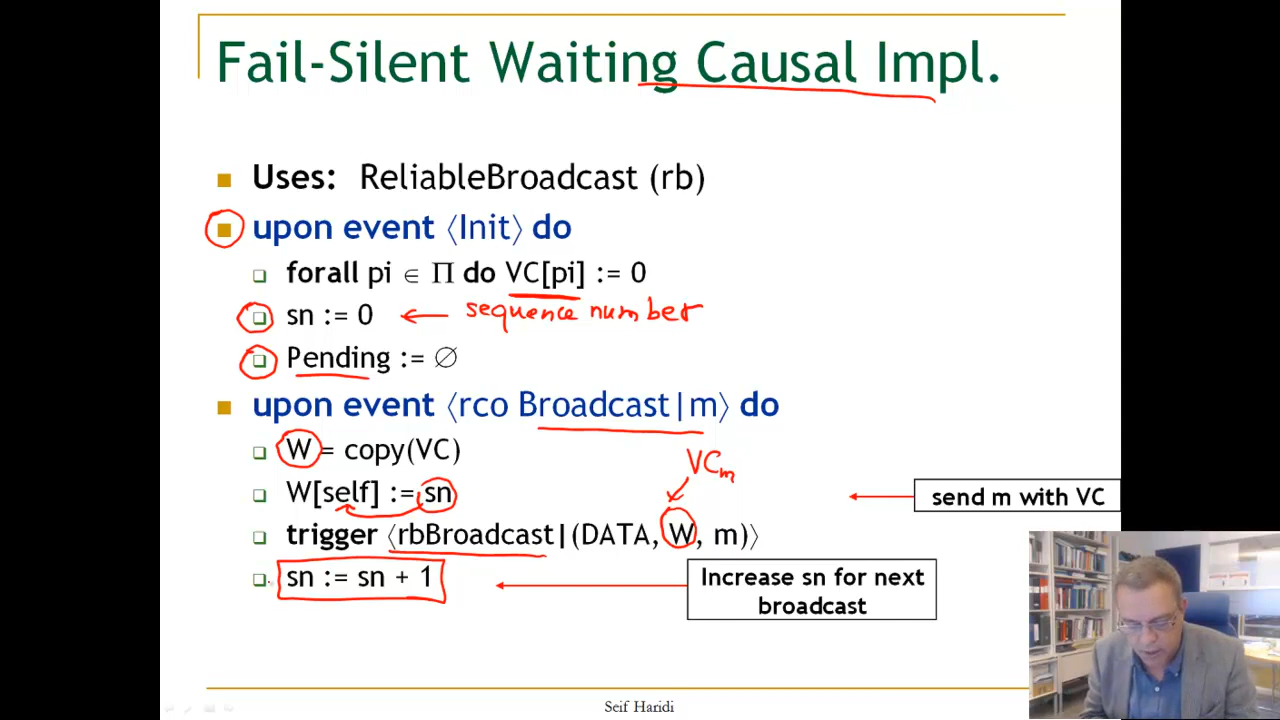 Fail-Silent Waiting Causal Impl.
Uses: ReliableBroadcast (rb)
upon event ⟨Init⟩ do
forall pi ∈ Π do VC[pi] := 0
sn := 0 ← sequence number
Pending := ∅
upon event ⟨rco Broadcast|m⟩ do
W = copy(VC)
VCm
W[self] := sn
send m with VC
trigger ⟨rbBroadcast|(DATA, W, m)⟩
sn := sn + 1
Increase sn for next
broadcast
Seif Haridi